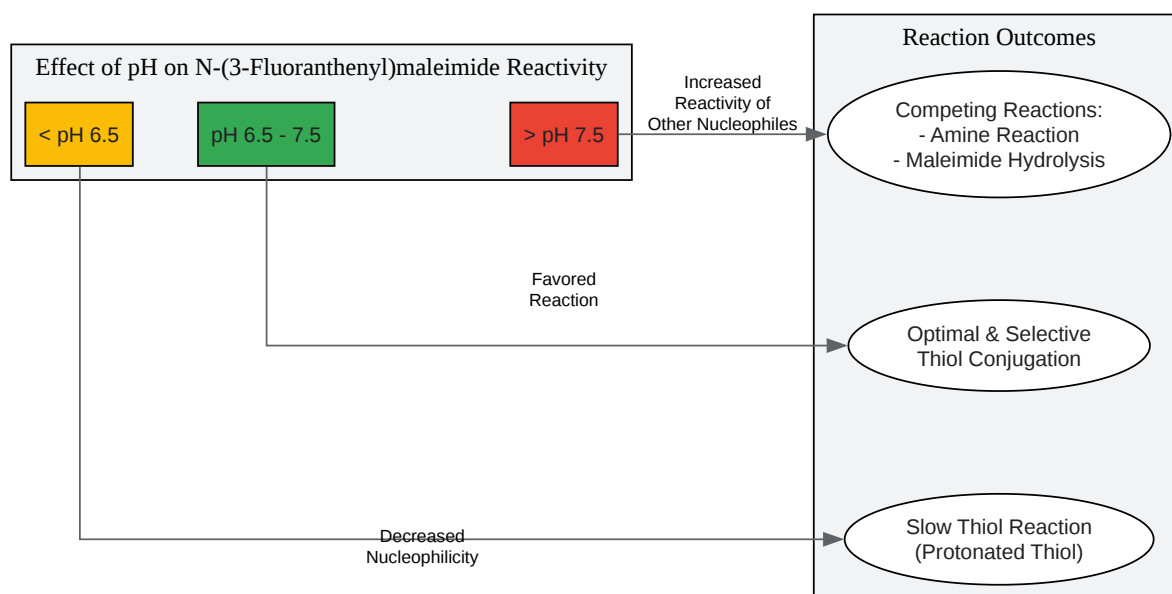 Effect of pH on N-(3-Fluoranthenyl)maleimide Reactivity
< pH 6.5
pH 6.5 - 7.5
> pH 7.5
Increased
Reactivity of
Other Nucleophiles
Reaction Outcomes
Competing Reactions:
- Amine Reaction
- Maleimide Hydrolysis
Favored
Reaction
Optimal & Selective
Thiol Conjugation
Decreased
Nucleophilicity
Slow Thiol Reaction
(Protonated Thiol)